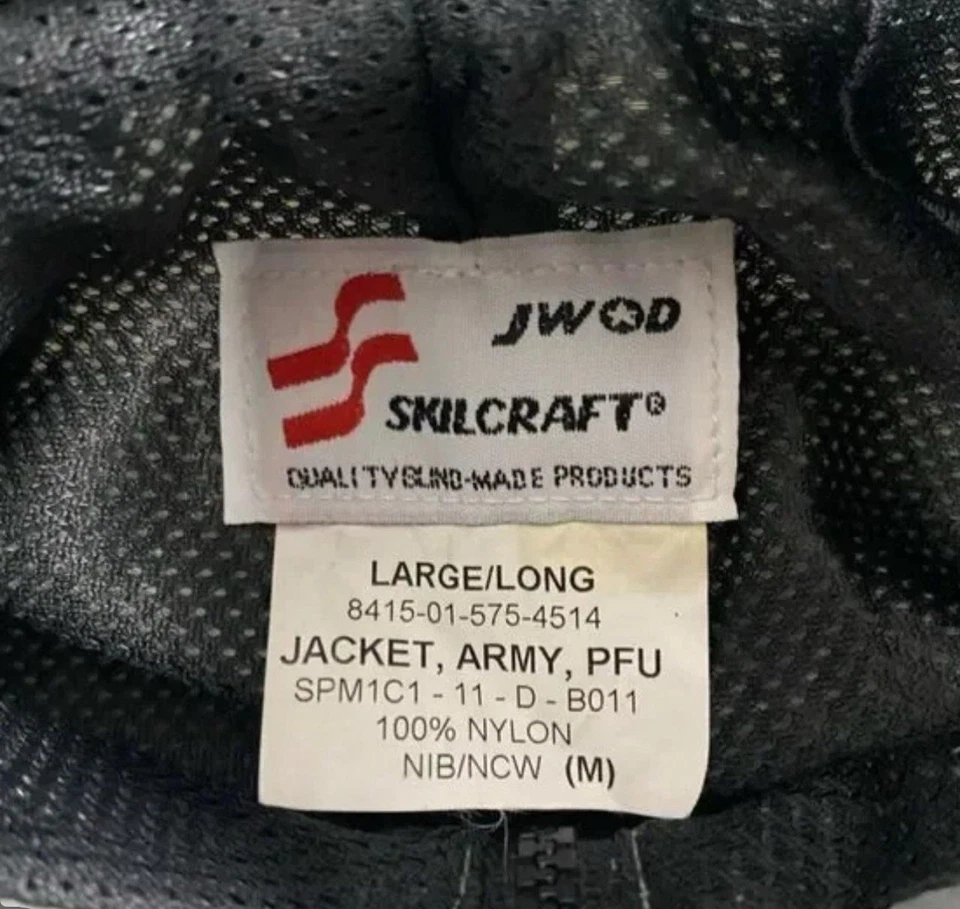 JWOD
SKILCRAFT®
QUALITY BLIND-MADE PRODUCTS
LARGE/LONG
8415-01-575-4514
JACKET, ARMY, PFU
SPM1C1 - 11 - D - B011
100% NYLON
NIB/NCW (M)